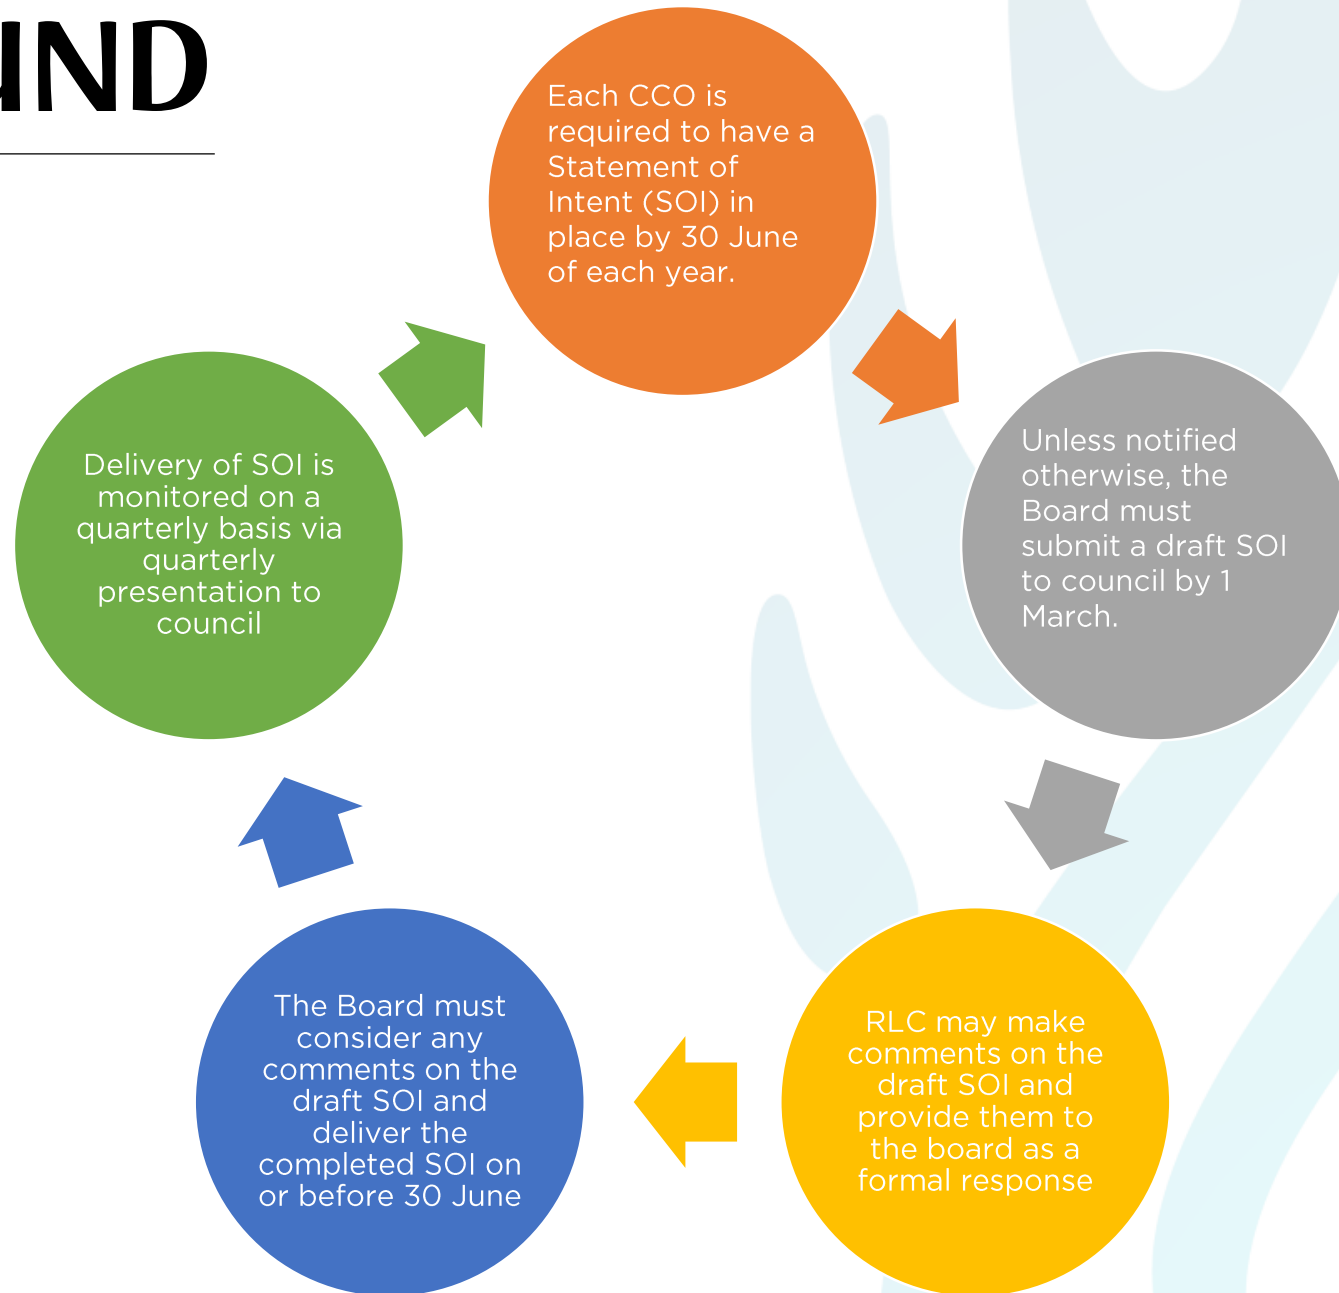 Each CCO is
required to have a
Statement of
Intent (SOI) in
place by 30 June
of each year.
Unless notified
otherwise, the
Board must
submit a draft SOI
to council by 1
March.
RLC may make
comments on the
draft SOI and
provide them to
the board as a
formal response
The Board must
consider any
comments on the
draft SOI and
deliver the
completed SOI on
or before 30 June
Delivery of SOI is
monitored on a
quarterly basis via
quarterly
presentation to
council